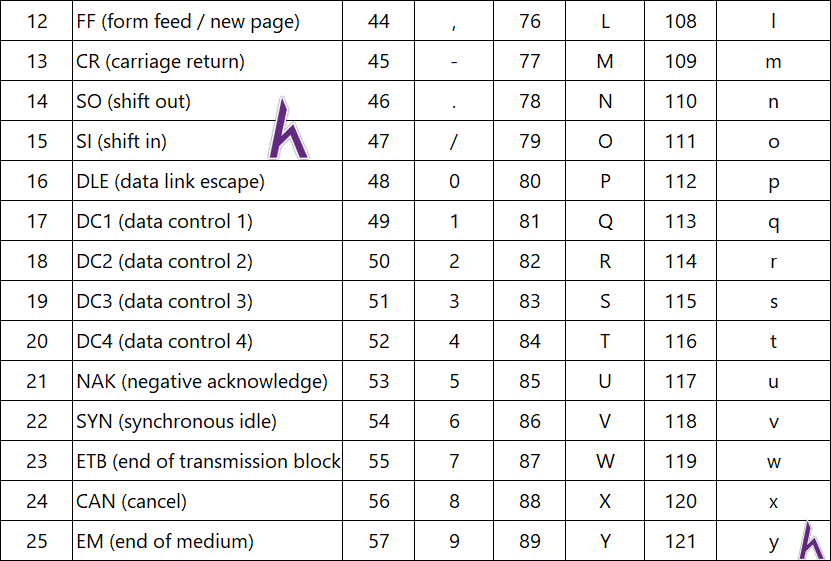 12 FF (form feed / new page) 44 , 76 L 108 l
13 CR (carriage return) 45 - 77 M 109 m
14 SO (shift out) 46 . 78 N 110 n
15 SI (shift in) 47 / 79 O 111 o
16 DLE (data link escape) 48 0 80 P 112 p
17 DC1 (data control 1) 49 1 81 Q 113 q
18 DC2 (data control 2) 50 2 82 R 114 r
19 DC3 (data control 3) 51 3 83 S 115 s
20 DC4 (data control 4) 52 4 84 T 116 t
21 NAK (negative acknowledge) 53 5 85 U 117 u
22 SYN (synchronous idle) 54 6 86 V 118 v
23 ETB (end of transmission block 55 7 87 W 119 w
24 CAN (cancel) 56 8 88 X 120 x
25 EM (end of medium) 57 9 89 Y 121 y